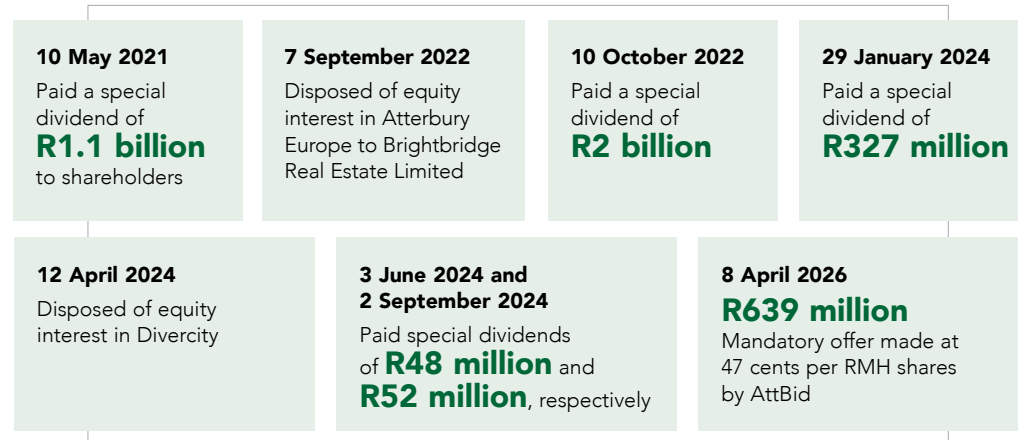 10 May 2021
Paid a special
dividend of
R1.1 billion
to shareholders
7 September 2022
Disposed of equity
interest in Atterbury
Europe to Brightbridge
Real Estate Limited
10 October 2022
Paid a special
dividend of
R2 billion
29 January 2024
Paid a special
dividend of
R327 million
12 April 2024
Disposed of equity
interest in Divercity
3 June 2024 and
2 September 2024
Paid special dividends
of R48 million and
R52 million, respectively
8 April 2026
R639 million
Mandatory offer made at
47 cents per RMH shares
by AttBid